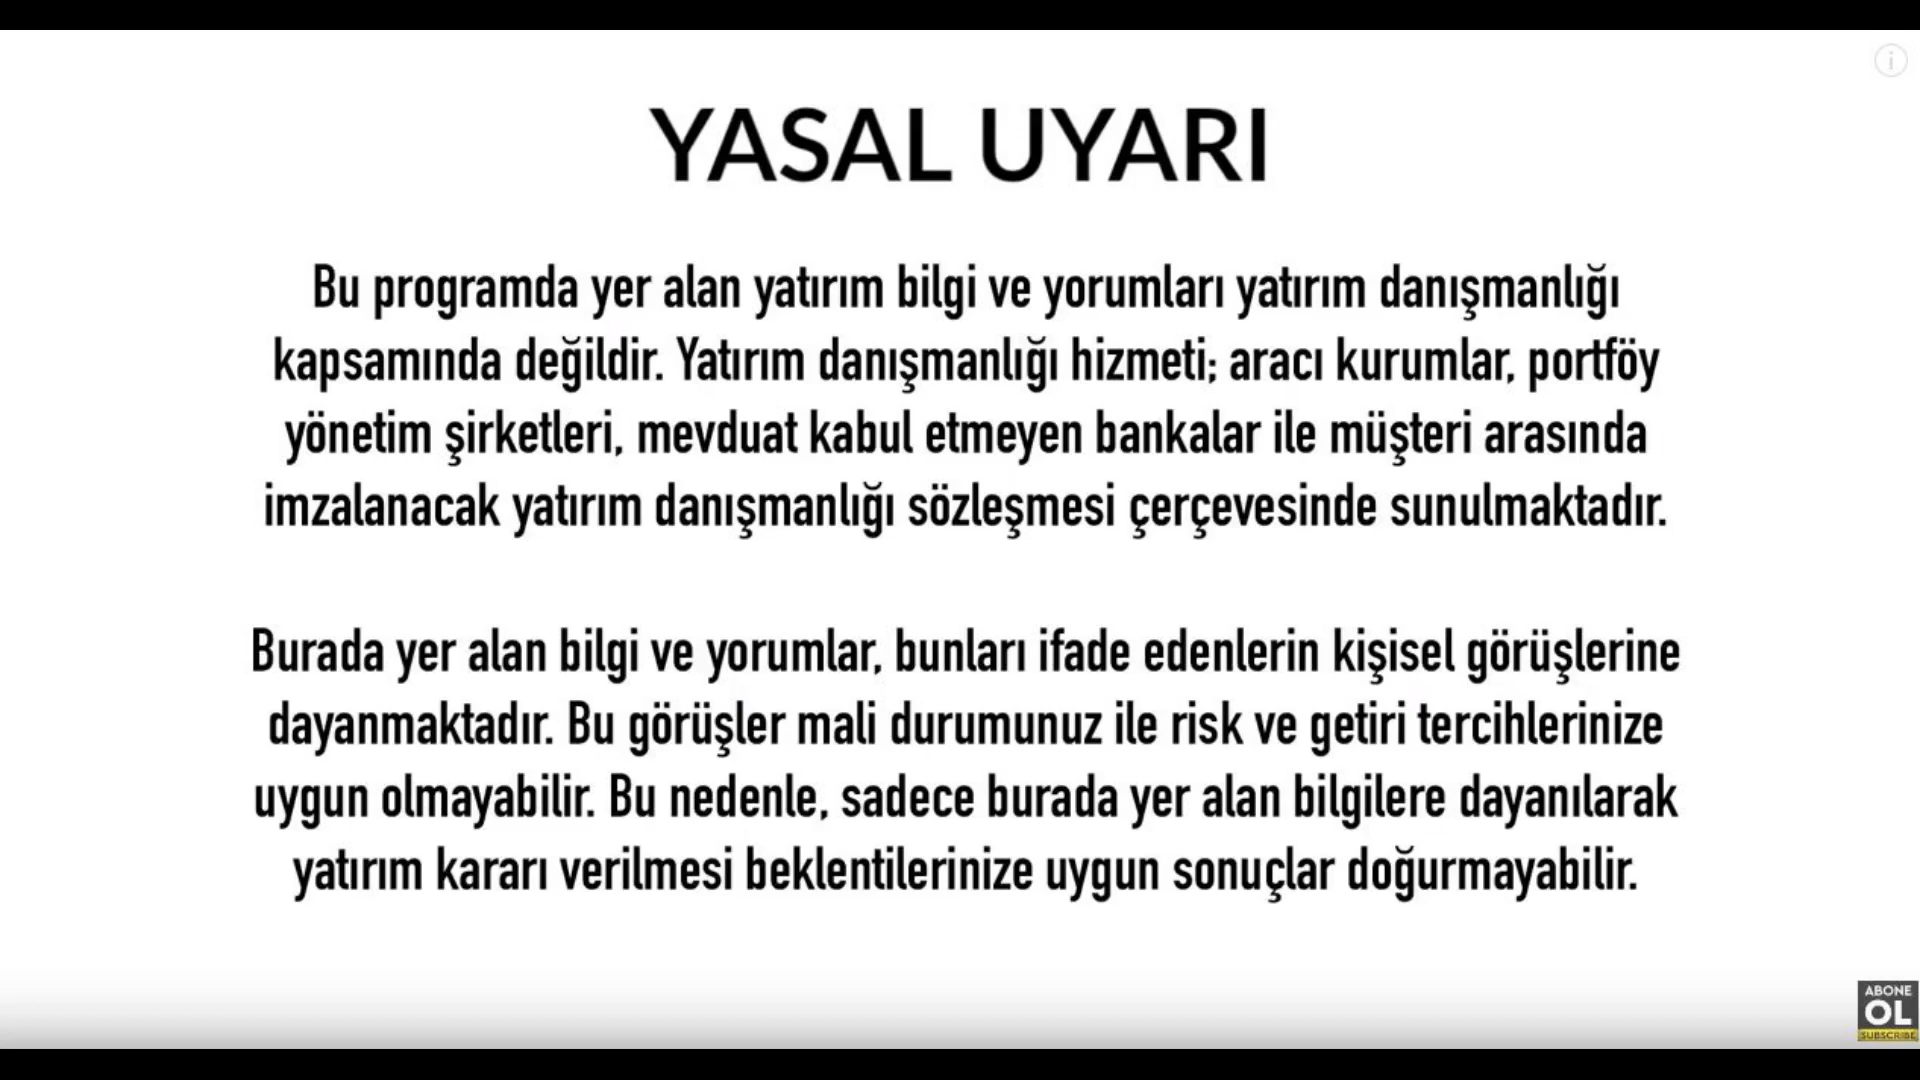 YASAL UYARI
Bu programda yer alan yatırım bilgi ve yorumları yatırım danışmanlığı
kapsamında değildir. Yatırım danışmanlığı hizmeti; aracı kurumlar, portföy
yönetim şirketleri, mevduat kabul etmeyen bankalar ile müşteri arasında
imzalanacak yatırım danışmanlığı sözleşmesi çerçevesinde sunulmaktadır.
Burada yer alan bilgi ve yorumlar, bunları ifade edenlerin kişisel görüşlerine
dayanmaktadır. Bu görüşler mali durumunuz ile risk ve getiri tercihlerinize
uygun olmayabilir. Bu nedenle, sadece burada yer alan bilgilere dayanılarak
yatırım kararı verilmesi beklentilerinize uygun sonuçlar doğurmayabilir.
ABONE
OL
SUBSCRIBE